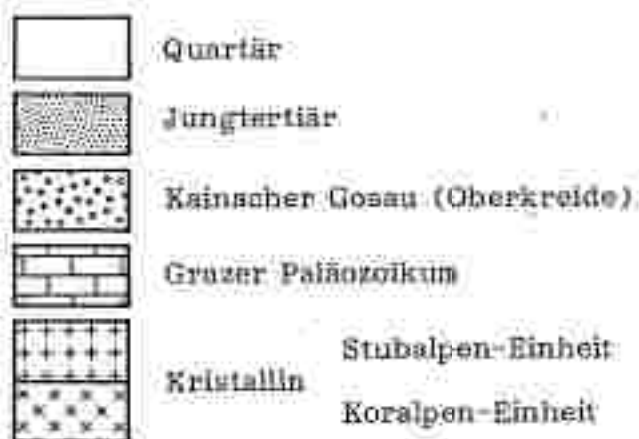 Quartär
Jungtertiär
Kainacher Gosau (Oberkreide)
Grazer Paläozoikum
Kristallin
Stubalpen-Einheit
Koralpen-Einheit